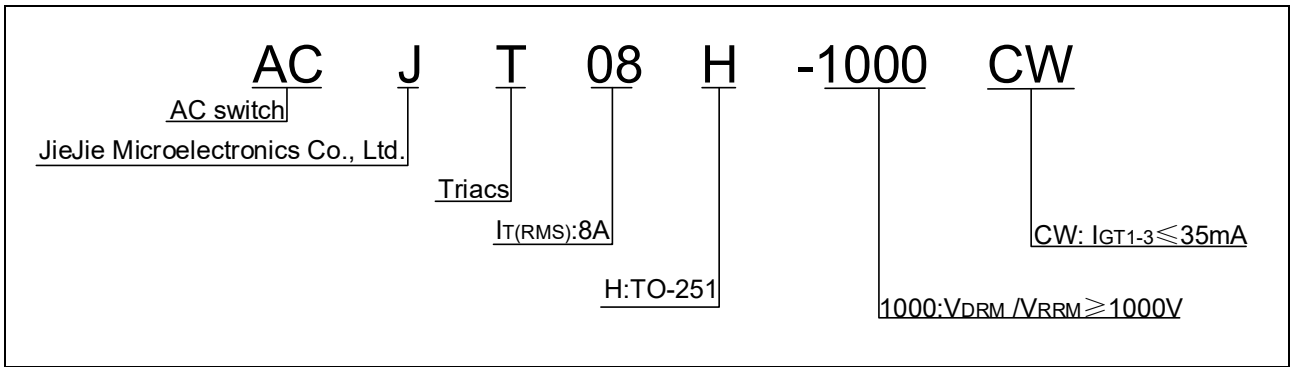 AC J T 08 H -1000 CW
AC switch
JieJie Microelectronics Co., Ltd.
Triacs
IT(RMS):8A
CW: IGT1-3≤35mA
H:TO-251
1000:VDRM /VRRM≥1000V